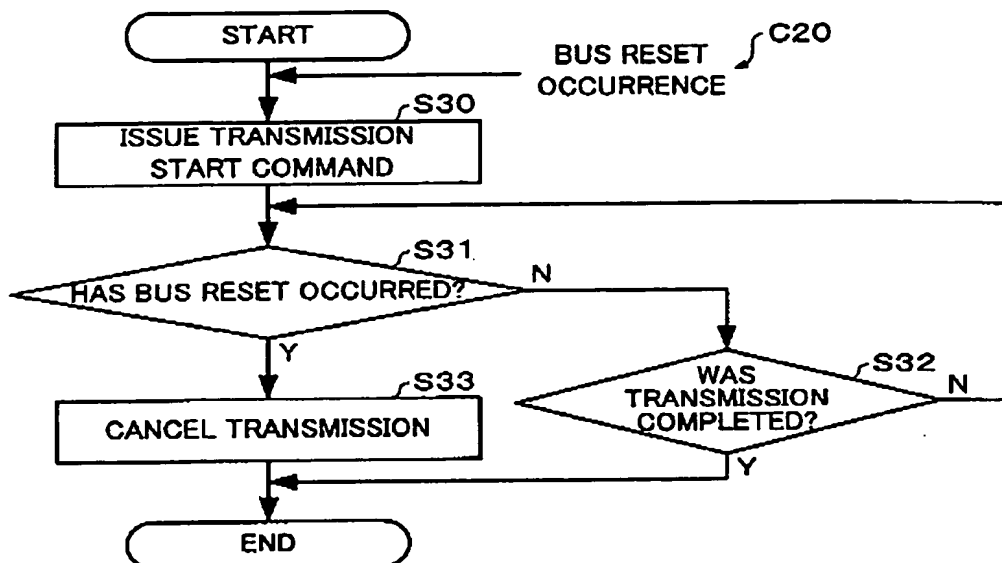 START
BUS RESET
OCCURRENCE
C20
S30
ISSUE TRANSMISSION
START COMMAND
S31
HAS BUS RESET OCCURRED?
N
Y
S32
WAS
TRANSMISSION
COMPLETED?
N
Y
S33
CANCEL TRANSMISSION
END